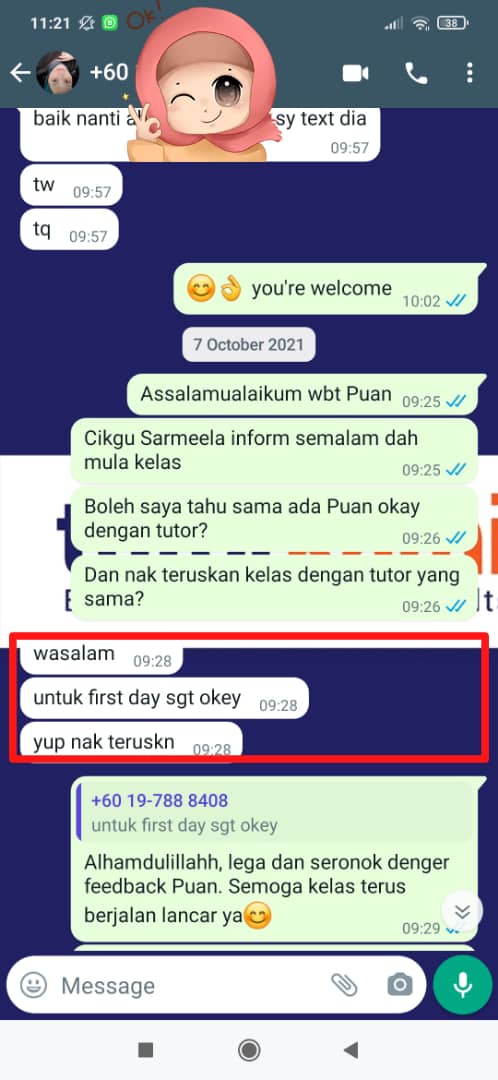 11:21
38
Ok!
+60
baik nanti
sy text dia
09:57
tw 09:57
tq 09:57
😊👌 you're welcome 10:02
7 October 2021
Assalamualaikum wbt Puan 09:25
Cikgu Sarmeela inform semalam dah
mula kelas 09:25
Boleh saya tahu sama ada Puan okay
dengan tutor? 09:26
Dan nak teruskan kelas dengan tutor yang
sama? 09:26
wasalam 09:28
untuk first day sgt okey 09:28
yup nak teruskn 09:28
+60 19-788 8408
untuk first day sgt okey
Alhamdulillahh, lega dan seronok denger
feedback Puan. Semoga kelas terus
berjalan lancar ya😊 09:29
Message